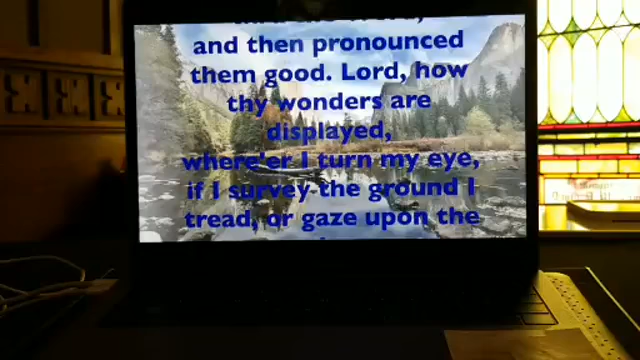 and then pronounced
them good. Lord, how
thy wonders are
displayed,
where'er I turn my eye,
if I survey the ground I
tread, or gaze upon the